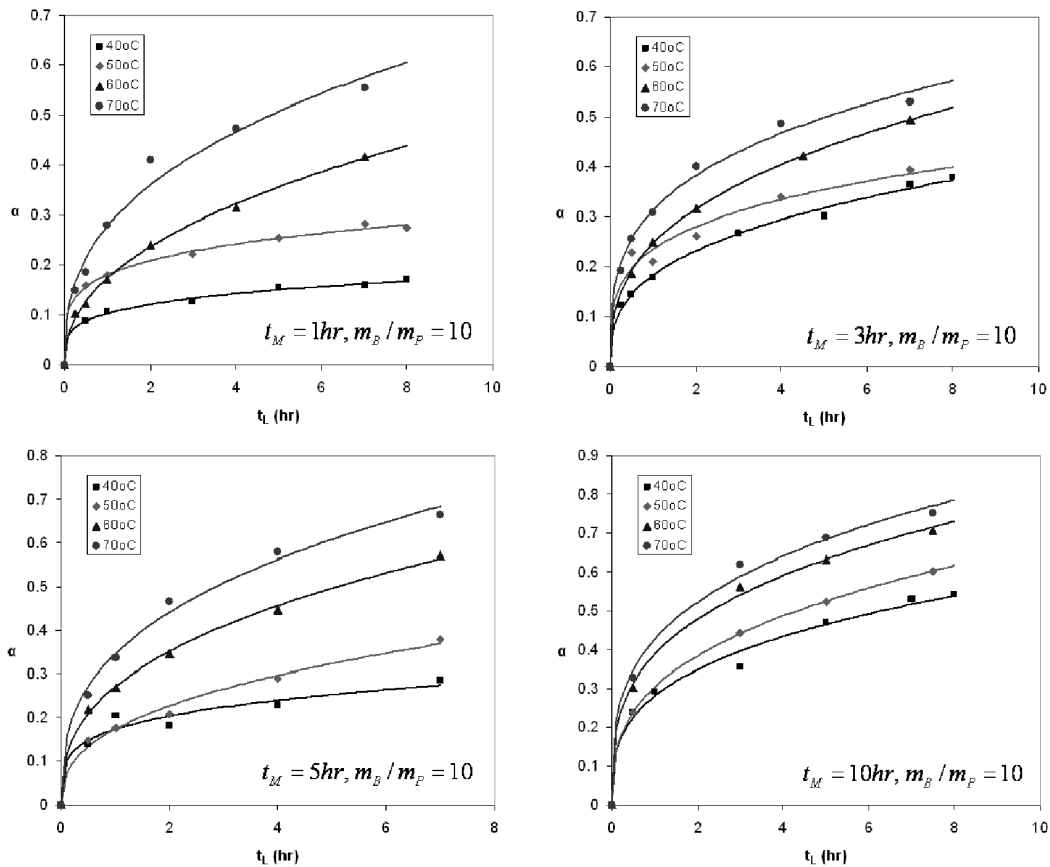 0.7
0.6
0.5
0.4
0.3
0.2
0.1
0
α
40oC
50oC
60oC
70oC
t_M = 1hr, m_B / m_P = 10
0 2 4 6 8 10
t_L (hr)
0.7
0.6
0.5
0.4
0.3
0.2
0.1
0
α
40oC
50oC
60oC
70oC
t_M = 3hr, m_B / m_P = 10
0 2 4 6 8 10
t_L (hr)
0.8
0.7
0.6
0.5
0.4
0.3
0.2
0.1
0
α
40oC
50oC
60oC
70oC
t_M = 5hr, m_B / m_P = 10
0 2 4 6 8
t_L (hr)
0.9
0.8
0.7
0.6
0.5
0.4
0.3
0.2
0.1
0
α
40oC
50oC
60oC
70oC
t_M = 10hr, m_B / m_P = 10
0 2 4 6 8 10
t_L (hr)